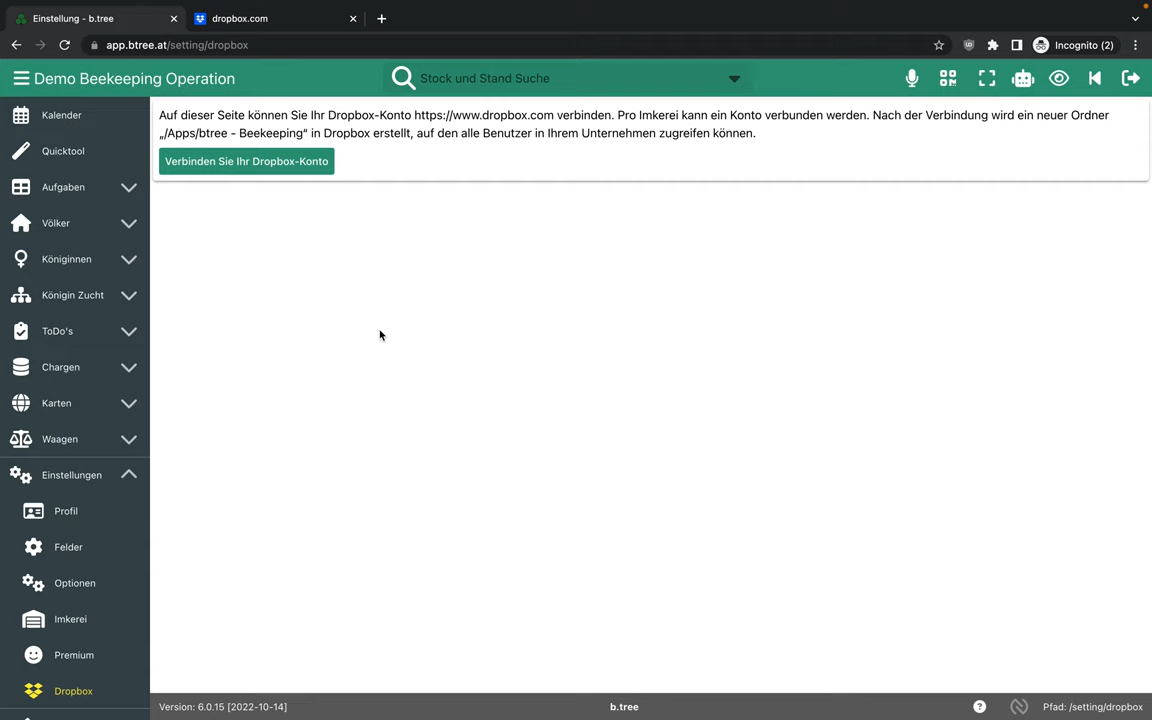 Einstellung - b.tree
dropbox.com
app.btree.at/setting/dropbox
Incognito (2)
Demo Beekeeping Operation
Stock und Stand Suche
Kalender
Quicktool
Aufgaben
Völker
Königinnen
Königin Zucht
ToDo's
Chargen
Karten
Waagen
Einstellungen
Profil
Felder
Optionen
Imkerei
Premium
Dropbox
Auf dieser Seite können Sie Ihr Dropbox-Konto https://www.dropbox.com verbinden. Pro Imkerei kann ein Konto verbunden werden. Nach der Verbindung wird ein neuer Ordner
„/Apps/btree - Beekeeping“ in Dropbox erstellt, auf den alle Benutzer in Ihrem Unternehmen zugreifen können.
Verbinden Sie Ihr Dropbox-Konto
Version: 6.0.15 [2022-10-14]
b.tree
Pfad: /setting/dropbox